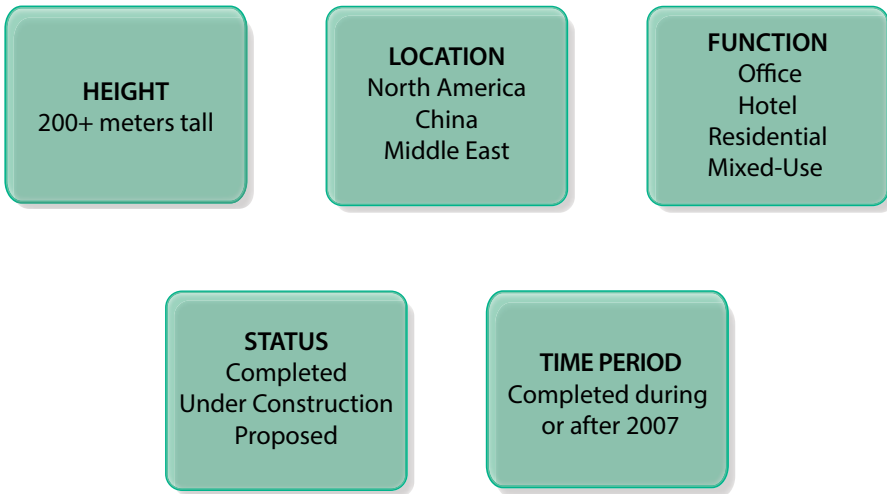 HEIGHT
200+ meters tall
LOCATION
North America
China
Middle East
FUNCTION
Office
Hotel
Residential
Mixed-Use
STATUS
Completed
Under Construction
Proposed
TIME PERIOD
Completed during
or after 2007